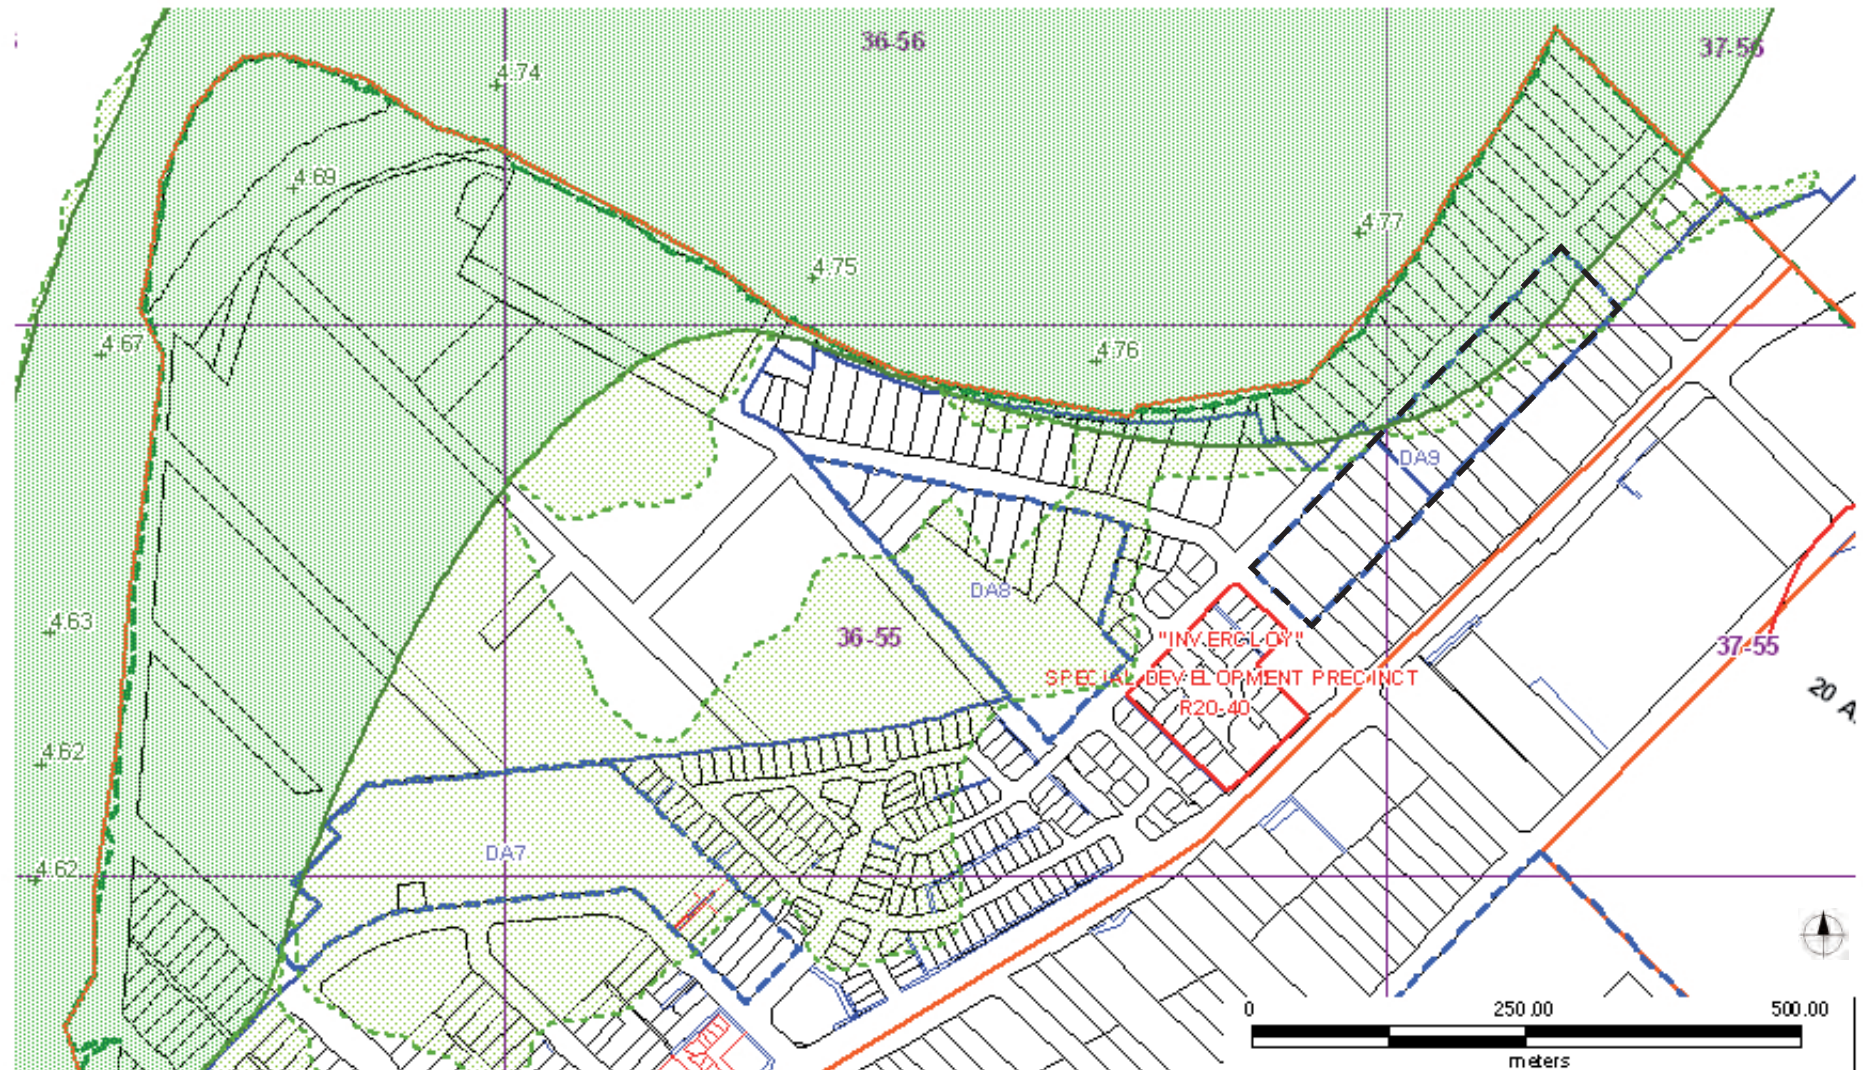 36-56
37-56
4.74
4.69
4.77
4.75
4.67
4.76
DA9
DA8
4.63
36-55
"INVERGLOY"
37-55
SPECIAL DEVELOPMENT PRECINCT
R20-40
20 A
4.62
DA7
4.62
0 250.00 500.00
meters